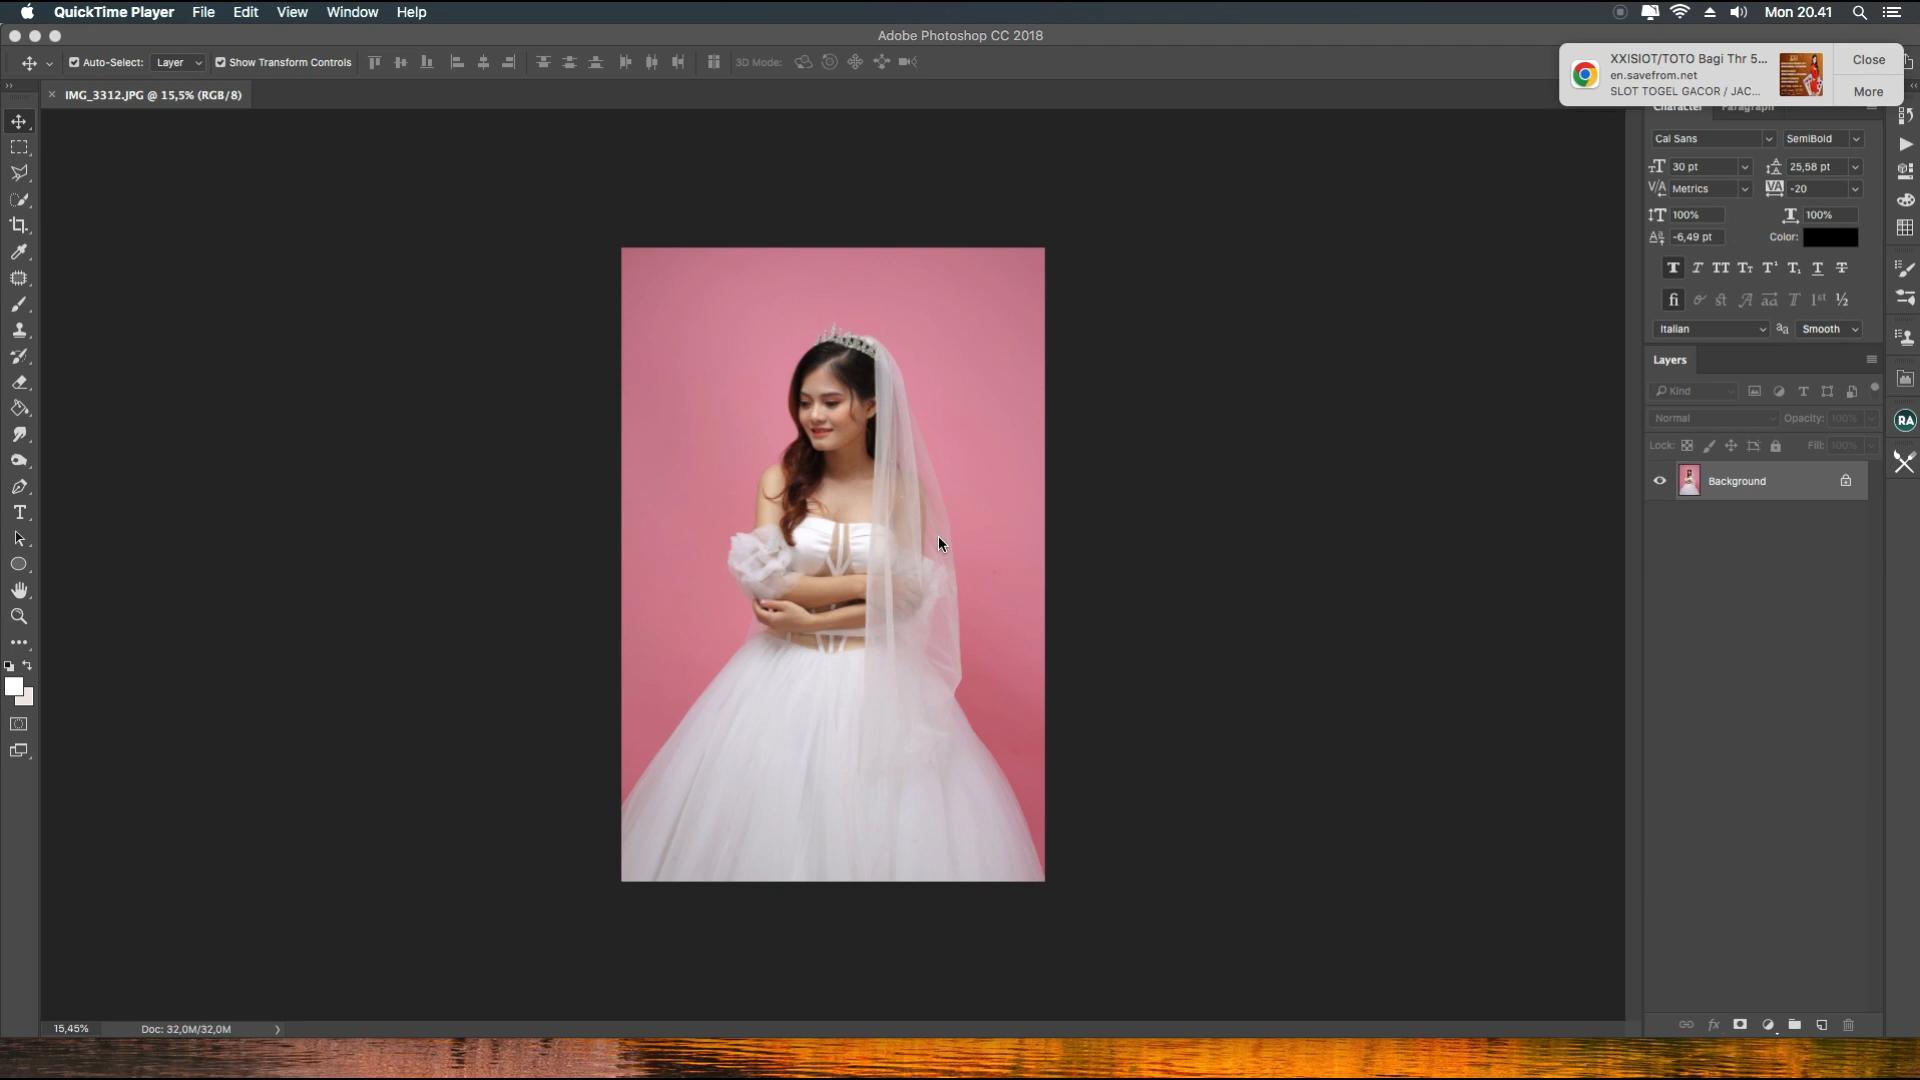 QuickTime Player File Edit View Window Help
Mon 20.41
Adobe Photoshop CC 2018
Auto-Select: Layer Show Transform Controls
3D Mode:
XXISIOT/TOTO Bagi Thr 5...
en.savefrom.net
SLOT TOGEL GACOR / JAC...
Close
More
IMG_3312.JPG @ 15,5% (RGB/8)
Character Paragraph
Cal Sans SemiBold
30 pt 25,58 pt
Metrics -20
100% 100%
-6,49 pt Color:
Italian Smooth
Layers
Kind
Normal Opacity: 100%
Lock: Fill: 100%
RA
Background
15,45% Doc: 32,0M/32,0M